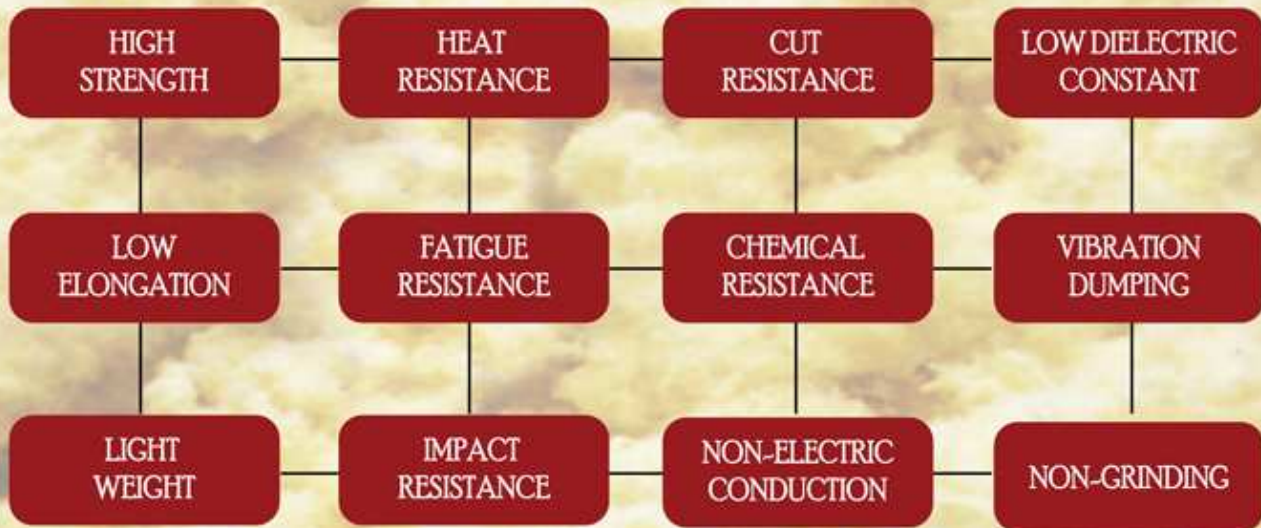 HIGH
STRENGTH
HEAT
RESISTANCE
CUT
RESISTANCE
LOW DIELECTRIC
CONSTANT
LOW
ELONGATION
FATIGUE
RESISTANCE
CHEMICAL
RESISTANCE
VIBRATION
DUMPING
LIGHT
WEIGHT
IMPACT
RESISTANCE
NON-ELECTRIC
CONDUCTION
NON-GRINDING